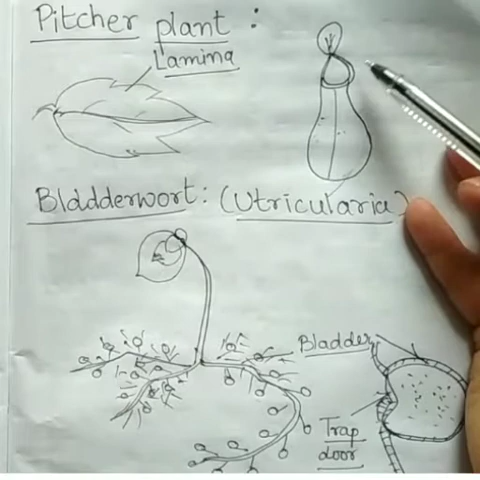 Pitcher plant :
Lamina
Bladderwort: (Utricularia)
Bladder
Trap
door